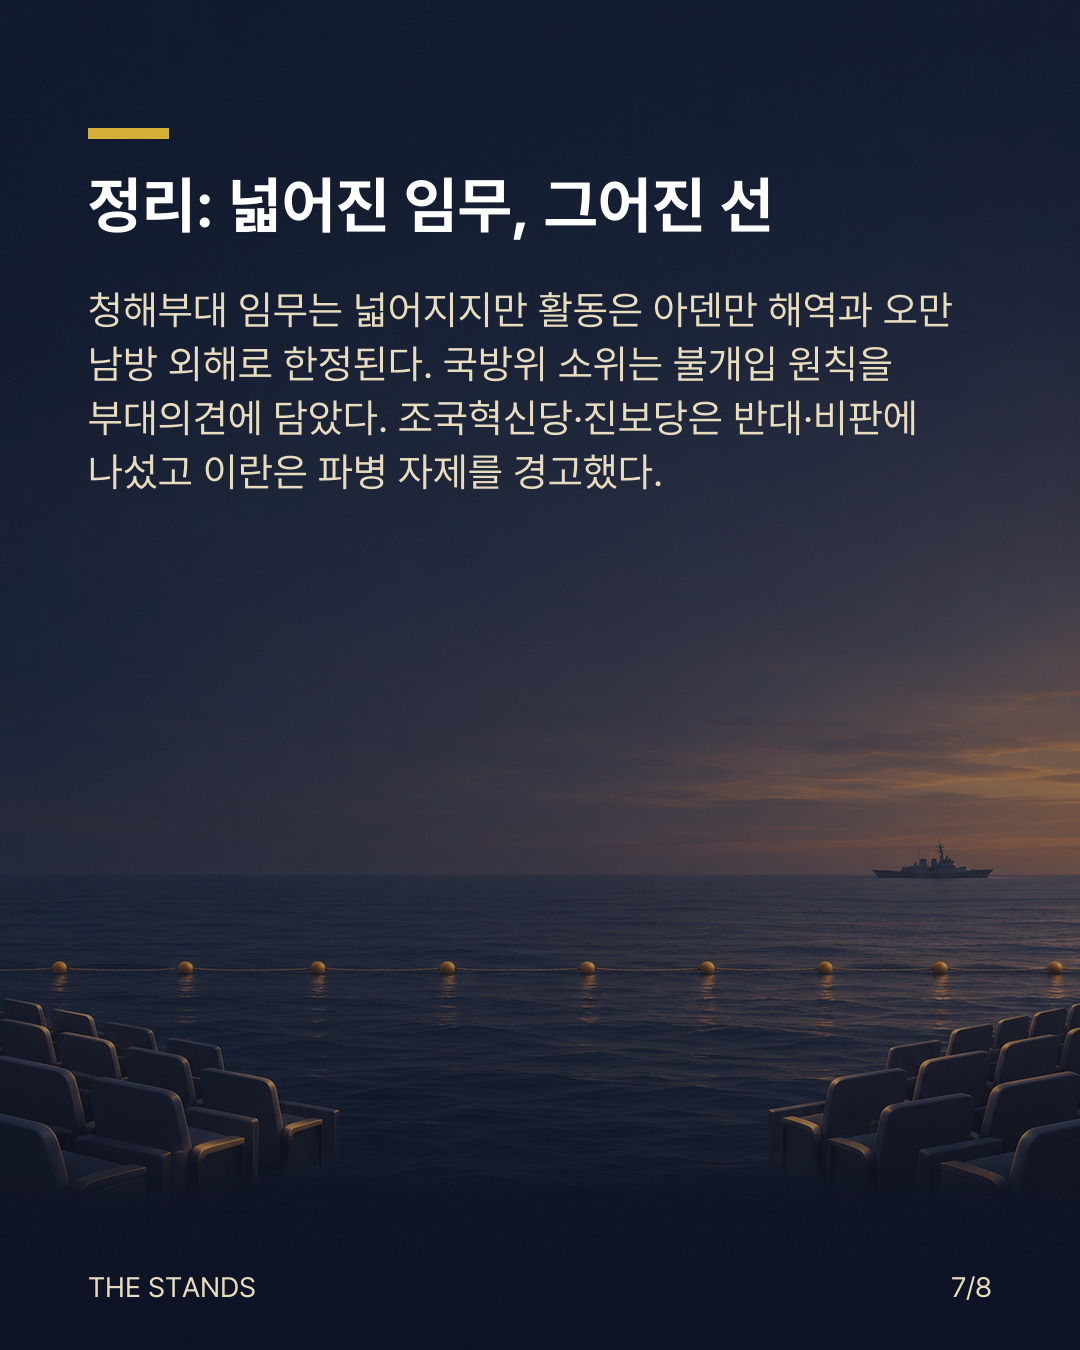 정리: 넓어진 임무, 그어진 선
청해부대 임무는 넓어지지만 활동은 아덴만 해역과 오만
남방 외해로 한정된다. 국방위 소위는 불개입 원칙을
부대의견에 담았다. 조국혁신당·진보당은 반대·비판에
나섰고 이란은 파병 자제를 경고했다.
THE STANDS
7/8